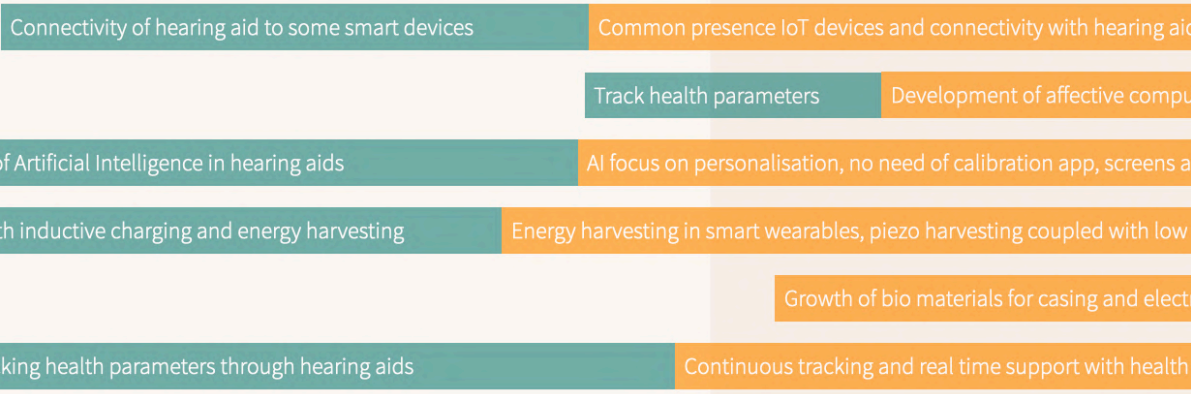 Connectivity of hearing aid to some smart devices
Common presence IoT devices and connectivity with hearing
Track health parameters
Development of affective
of Artificial Intelligence in hearing aids
AI focus on personalisation, no need of calibration app, screens
inductive charging and energy harvesting
Energy harvesting in smart wearables, piezo harvesting coupled with low
Growth of bio materials for casing and
health parameters through hearing aids
Continuous tracking and real time support with health